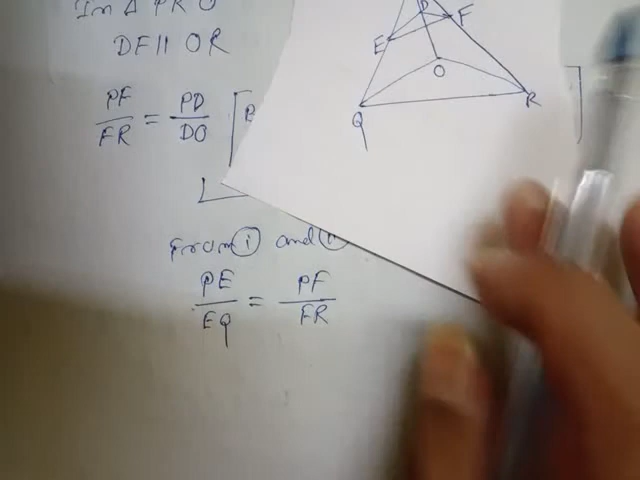 In Δ PRO
DF || OR
PF/FR = PD/DO [B
From (i) and (ii
PE/EQ = PF/FR
D
F
E
O
Q
R